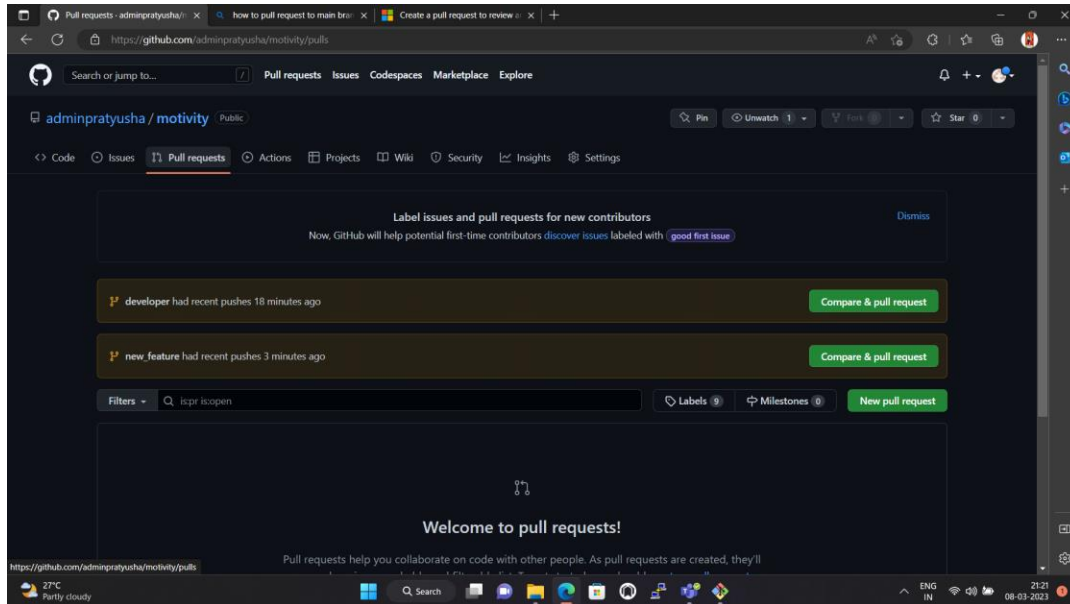 Pull requests · adminpratyusha/m
how to pull request to main bran
Create a pull request to review a
https://github.com/adminpratyusha/motivity/pulls
Search or jump to...
/
Pull requests Issues Codespaces Marketplace Explore
adminpratyusha / motivity Public
Pin
Unwatch 1
Fork 0
Star 0
<> Code Issues Pull requests Actions Projects Wiki Security Insights Settings
Label issues and pull requests for new contributors
Dismiss
Now, GitHub will help potential first-time contributors discover issues labeled with good first issue
developer had recent pushes 18 minutes ago
Compare & pull request
new_feature had recent pushes 3 minutes ago
Compare & pull request
Filters
is:pr is:open
Labels 9
Milestones 0
New pull request
Welcome to pull requests!
Pull requests help you collaborate on code with other people. As pull requests are created, they'll
https://github.com/adminpratyusha/motivity/pulls
27°C
Partly cloudy
Search
ENG
IN
21:21
08-03-2023